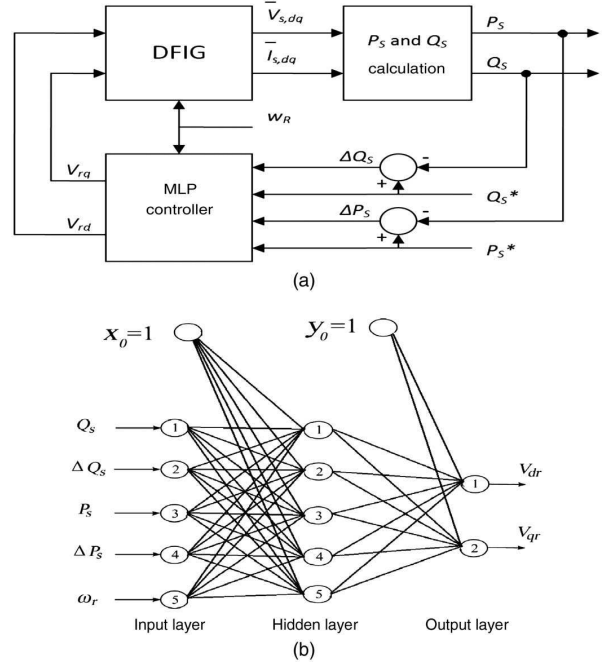 V̅s,dq
PS
DFIG
PS and QS
calculation
I̅s,dq
QS
wR
ΔQS
-
Vrq
MLP
controller
+
QS*
ΔPS
-
Vrd
+
PS*
(a)
x0=1
y0=1
Qs
1
1
ΔQs
2
2
1
Vdr
Ps
3
3
ΔPs
4
4
2
Vqr
ωr
5
5
Input layer
Hidden layer
Output layer
(b)